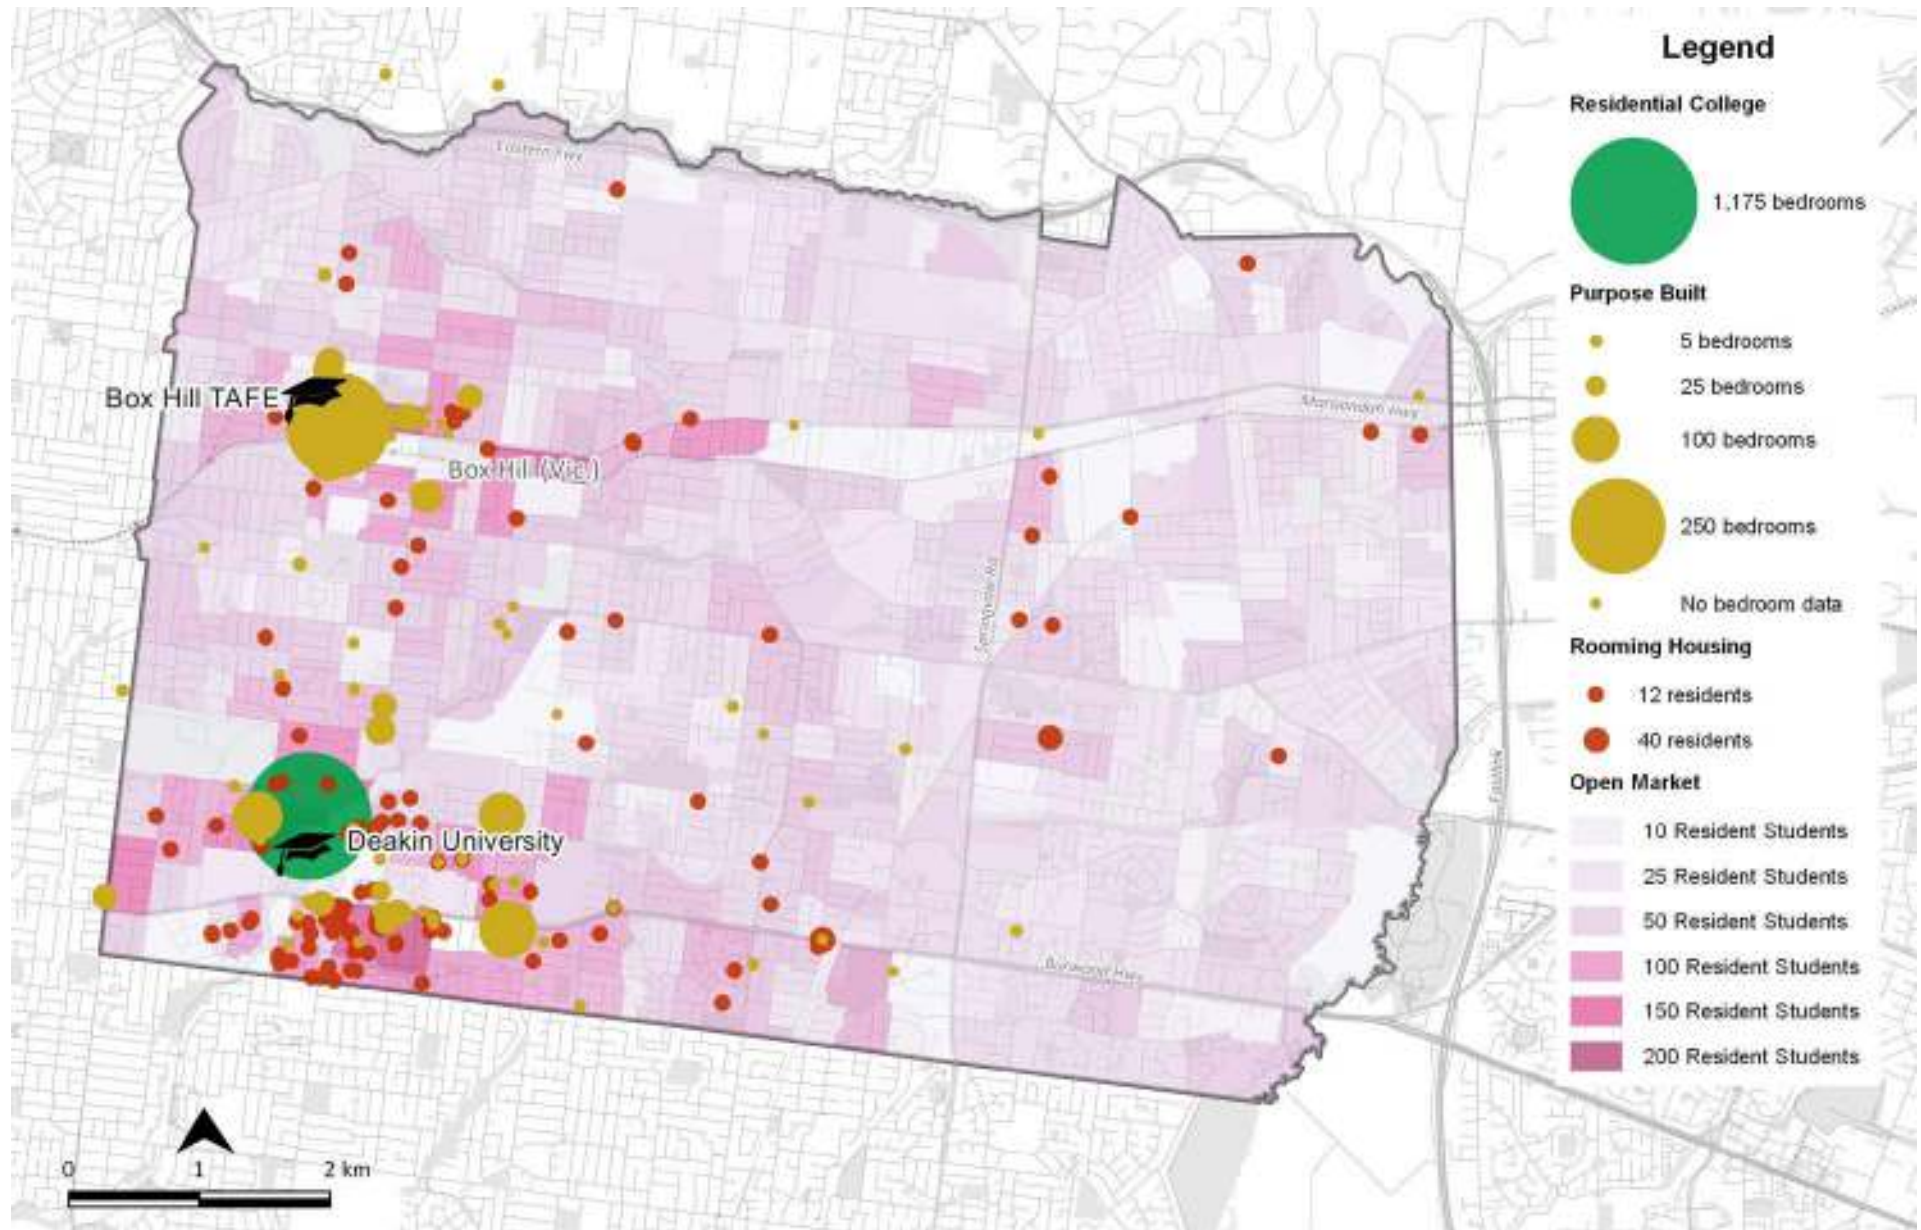 Legend
Residential College
1,175 bedrooms
Purpose Built
5 bedrooms
25 bedrooms
100 bedrooms
250 bedrooms
No bedroom data
Rooming Housing
12 residents
40 residents
Open Market
10 Resident Students
25 Resident Students
50 Resident Students
100 Resident Students
150 Resident Students
200 Resident Students
Eastern Fwy
Box Hill TAFE
Maroondah Hwy
Box Hill (Vic.)
Springvale Rd
Eastlink
Deakin University
Burwood Hwy
0 1 2 km